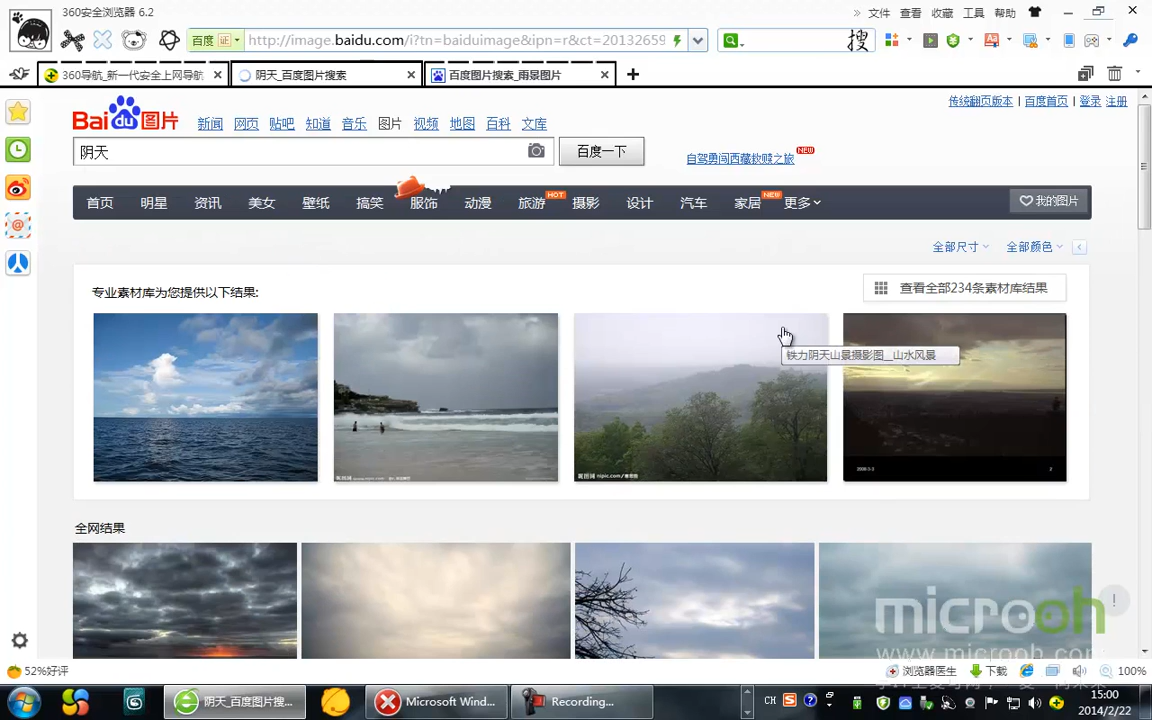 360安全浏览器 6.2
» 文件 查看 收藏 工具 帮助
百度 证 http://image.baidu.com/i?tn=baiduimage&ipn=r&ct=20132659 搜
360导航_新一代安全上网导航 × 阴天_百度图片搜索 × 百度图片搜索_雨景图片 ×
传统翻页版本 | 百度首页 | 登录 注册
Bai du 图片 新闻 网页 贴吧 知道 音乐 图片 视频 地图 百科 文库
阴天 百度一下 自驾勇闯西藏救赎之旅 NEW
首页 明星 资讯 美女 壁纸 搞笑 服饰 动漫 旅游 HOT 摄影 设计 汽车 家居 NEW 更多 我的图片
全部尺寸 全部颜色
专业素材库为您提供以下结果: 查看全部234条素材库结果
铁力阴天山景摄影图__山水风景
全网结果
microoh
www.microoh.com
52%好评 浏览器医生 下载 100%
阴天_百度图片搜... Microsoft Wind... Recording... CH 15:00
2014/2/22